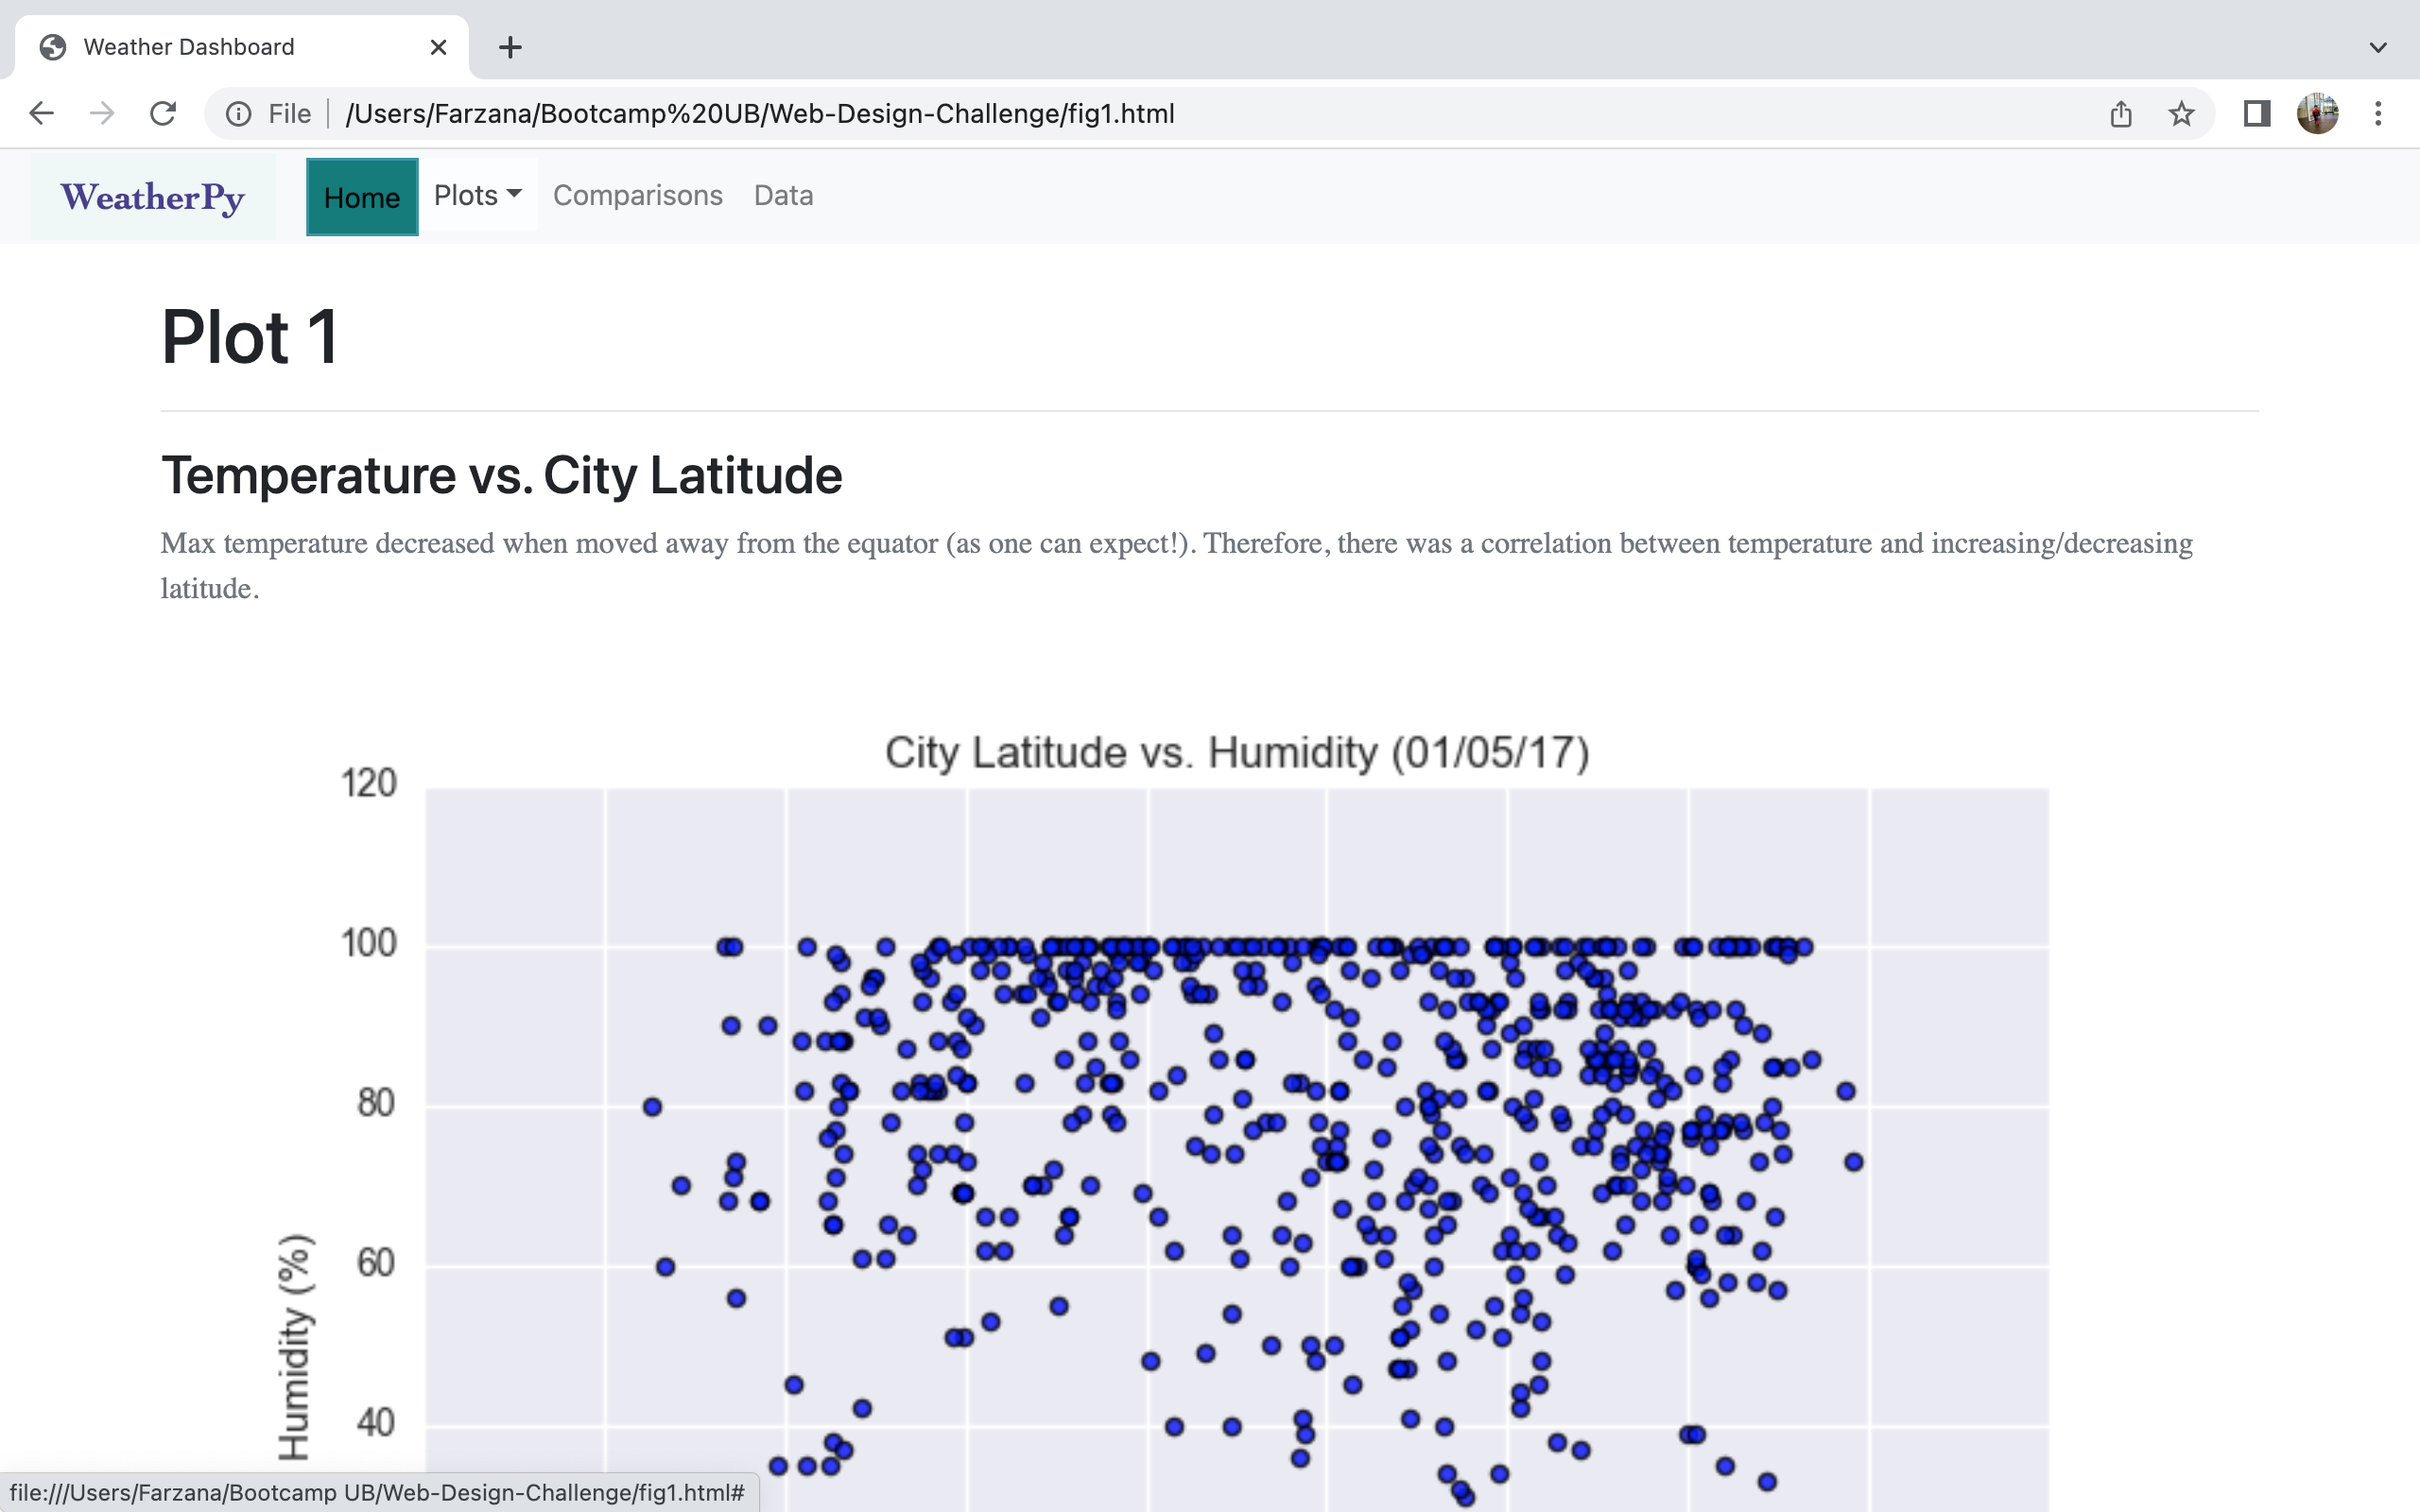 Weather Dashboard
File /Users/Farzana/Bootcamp%20UB/Web-Design-Challenge/fig1.html
WeatherPy Home Plots Comparisons Data
Plot 1
Temperature vs. City Latitude
Max temperature decreased when moved away from the equator (as one can expect!). Therefore, there was a correlation between temperature and increasing/decreasing
latitude.
City Latitude vs. Humidity (01/05/17)
120
100
80
60
40
Humidity (%)
file:///Users/Farzana/Bootcamp UB/Web-Design-Challenge/fig1.html#